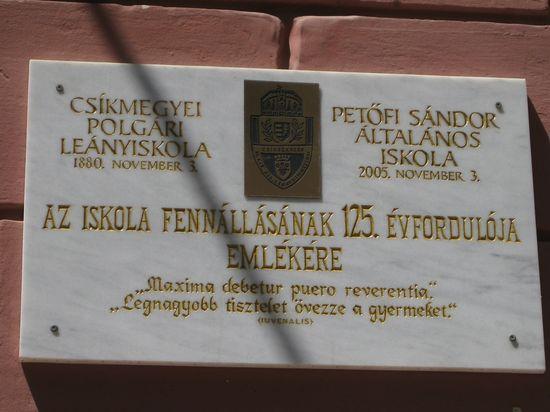 CSÍKMEGYEI
POLGÁRI
LEÁNYISKOLA
1880. NOVEMBER 3.
PETŐFI SÁNDOR
ÁLTALÁNOS
ISKOLA
2005. NOVEMBER 3.
AZ ISKOLA FENNÁLLÁSÁNAK 125. ÉVFORDULÓJA
EMLÉKÉRE
„Maxima debetur puero reverentia."
„Legnagyobb tisztelet övezze a gyermeket."
(IUVENALIS)